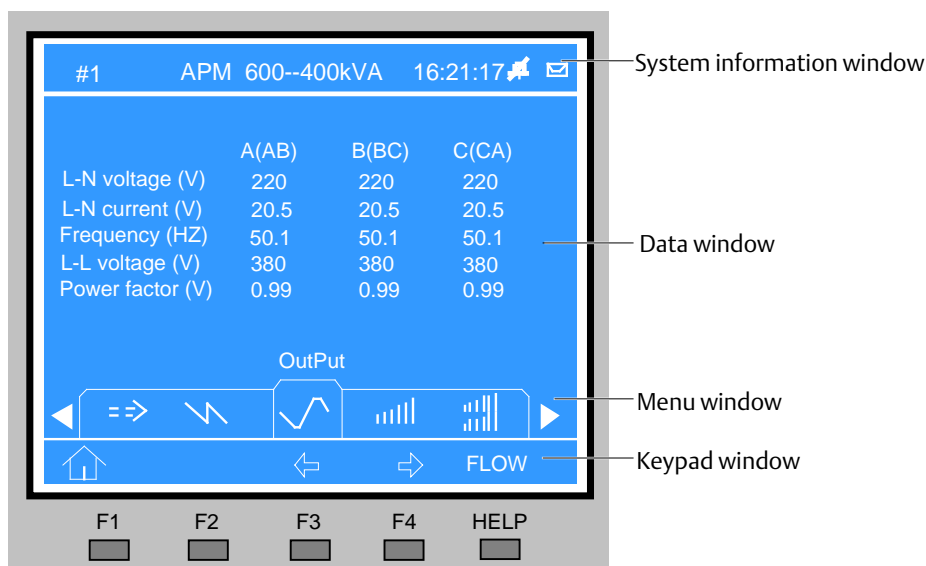 #1 APM 600--400kVA 16:21:17
System information window
A(AB) B(BC) C(CA)
L-N voltage (V) 220 220 220
L-N current (V) 20.5 20.5 20.5
Frequency (HZ) 50.1 50.1 50.1
Data window
L-L voltage (V) 380 380 380
Power factor (V) 0.99 0.99 0.99
OutPut
Menu window
FLOW
Keypad window
F1 F2 F3 F4 HELP